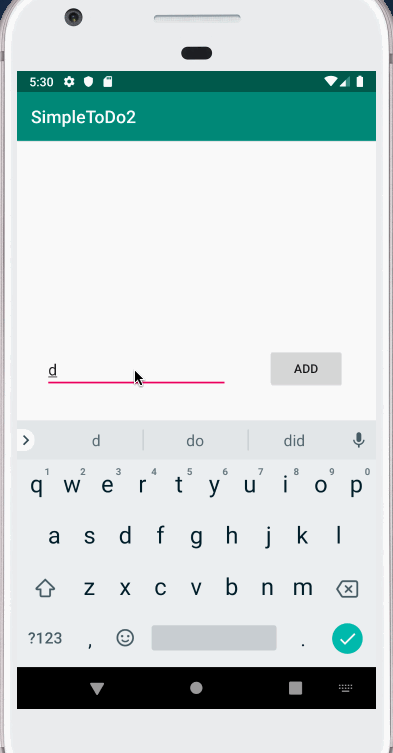 5:30
SimpleToDo2
d
ADD
d do did
1 2 3 4 5 6 7 8 9 0
q w e r t y u i o p
a s d f g h j k l
z x c v b n m
?123 , .